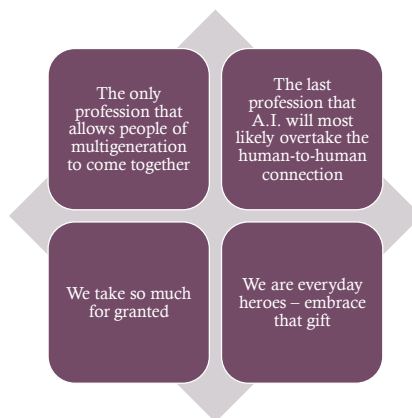 The only
profession that
allows people of
multigeneration
to come together
The last
profession that
A.I. will most
likely overtake the
human-to-human
connection
We take so much
for granted
We are everyday
heroes – embrace
that gift